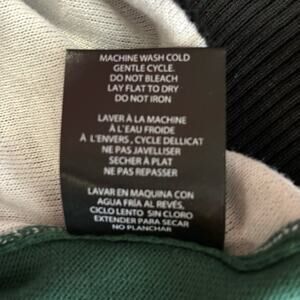 MACHINE WASH COLD
GENTLE CYCLE.
DO NOT BLEACH
LAY FLAT TO DRY
DO NOT IRON
LAVER À LA MACHINE
À L'EAU FROIDE
À L'ENVERS, CYCLE DELLICAT
NE PAS JAVELLISER
SECHER À PLAT
NE PAS REPASSER
LAVAR EN MAQUINA CON
AGUA FRIA AL REVÉS,
CICLO LENTO SIN CLORO
EXTENDER PARA SECAR
NO PLANCHAR